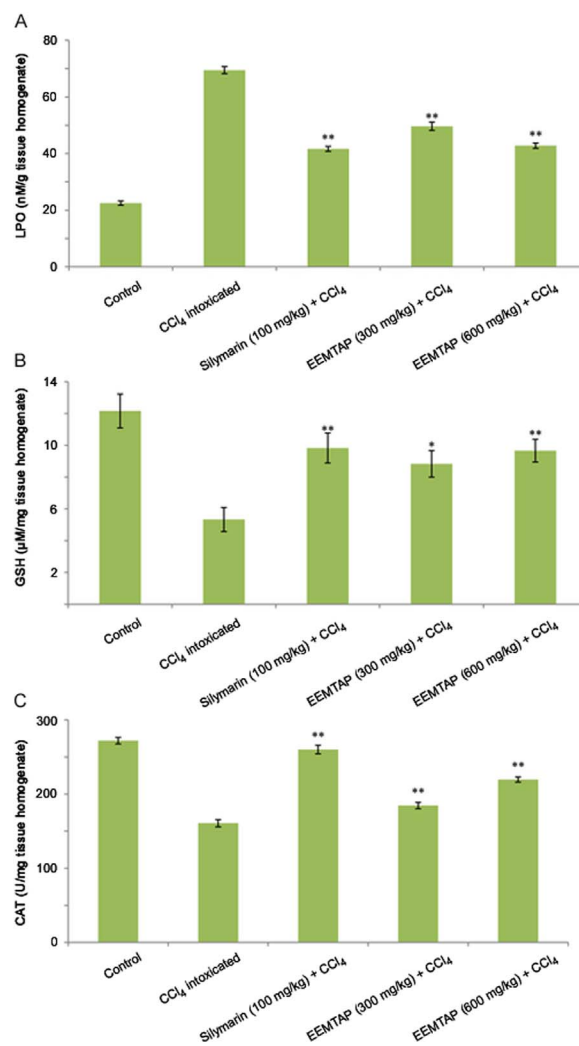 A
LPO (nM/g tissue homogenate)
80
60
40
20
0
**
**
**
Control
CCl₄ intoxicated
Silymarin (100 mg/kg) + CCl₄
EEMTAP (300 mg/kg) + CCl₄
EEMTAP (600 mg/kg) + CCl₄
B
GSH (µM/mg tissue homogenate)
14
10
6
2
**
*
**
Control
CCl₄ intoxicated
Silymarin (100 mg/kg) + CCl₄
EEMTAP (300 mg/kg) + CCl₄
EEMTAP (600 mg/kg) + CCl₄
C
CAT (U/mg tissue homogenate)
300
200
100
0
**
**
**
Control
CCl₄ intoxicated
Silymarin (100 mg/kg) + CCl₄
EEMTAP (300 mg/kg) + CCl₄
EEMTAP (600 mg/kg) + CCl₄